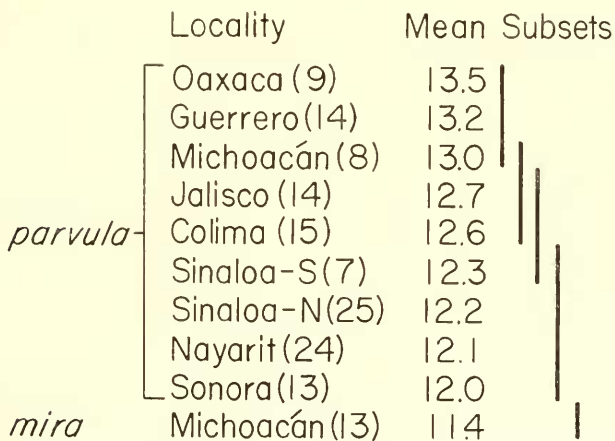 Locality Mean Subsets
Oaxaca (9) 13.5
Guerrero (14) 13.2
Michoacán (8) 13.0
Jalisco (14) 12.7
parvula Colima (15) 12.6
Sinaloa-S (7) 12.3
Sinaloa-N (25) 12.2
Nayarit (24) 12.1
Sonora (13) 12.0
mira Michoacán (13) 11.4